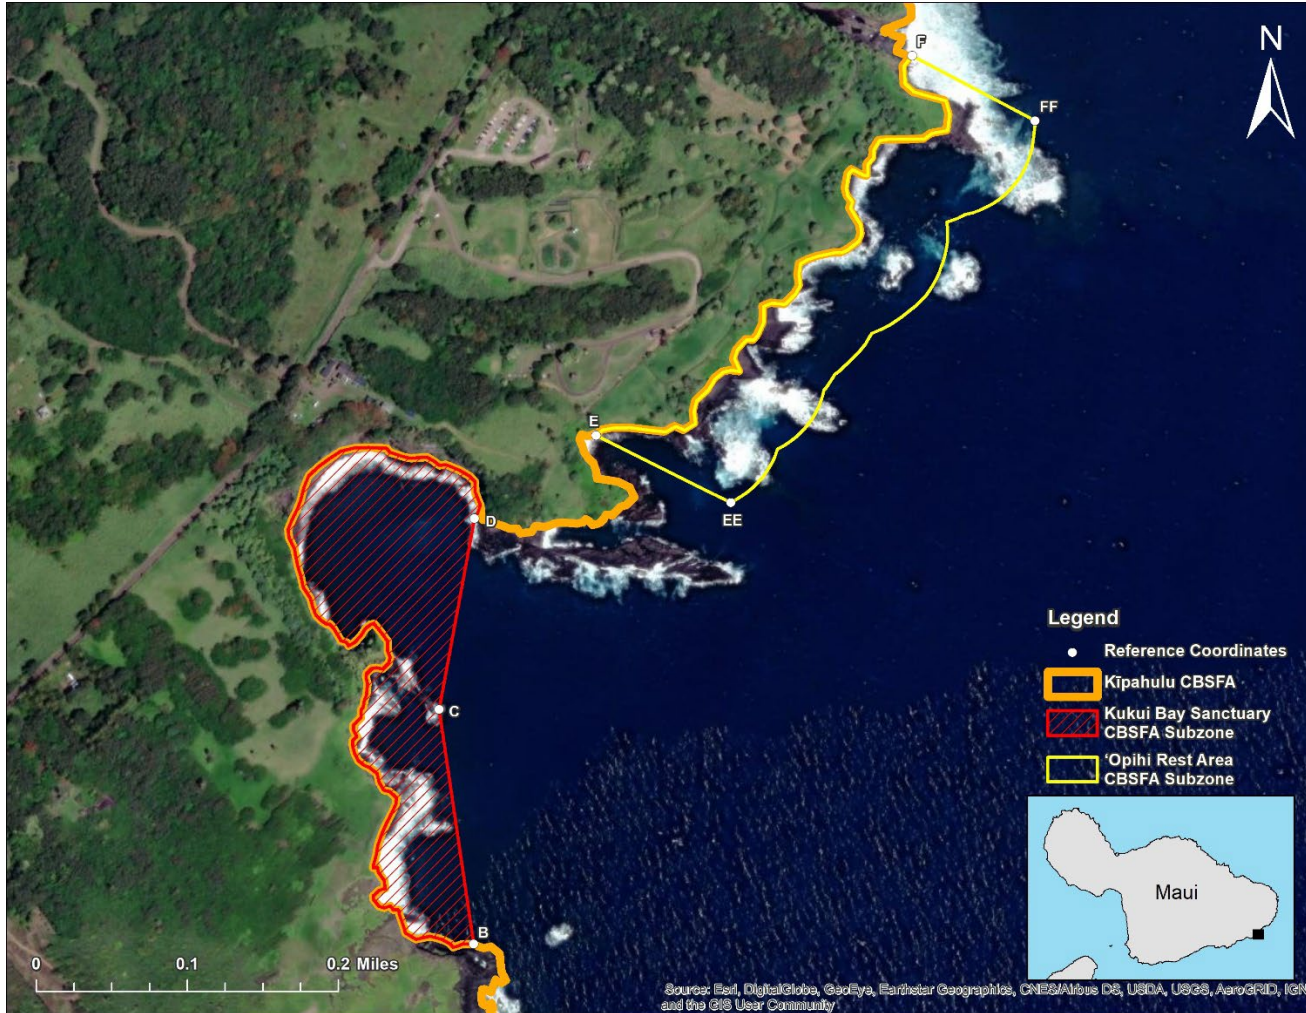 N
F
FF
E
EE
D
C
B
Legend
Reference Coordinates
Kīpahulu CBSFA
Kukui Bay Sanctuary
CBSFA Subzone
‘Opihi Rest Area
CBSFA Subzone
Maui
0 0.1 0.2 Miles
Source: Esri, DigitalGlobe, GeoEye, Earthstar Geographics, CNES/Airbus DS, USDA, USGS, AeroGRID, IGN
and the GIS User Community